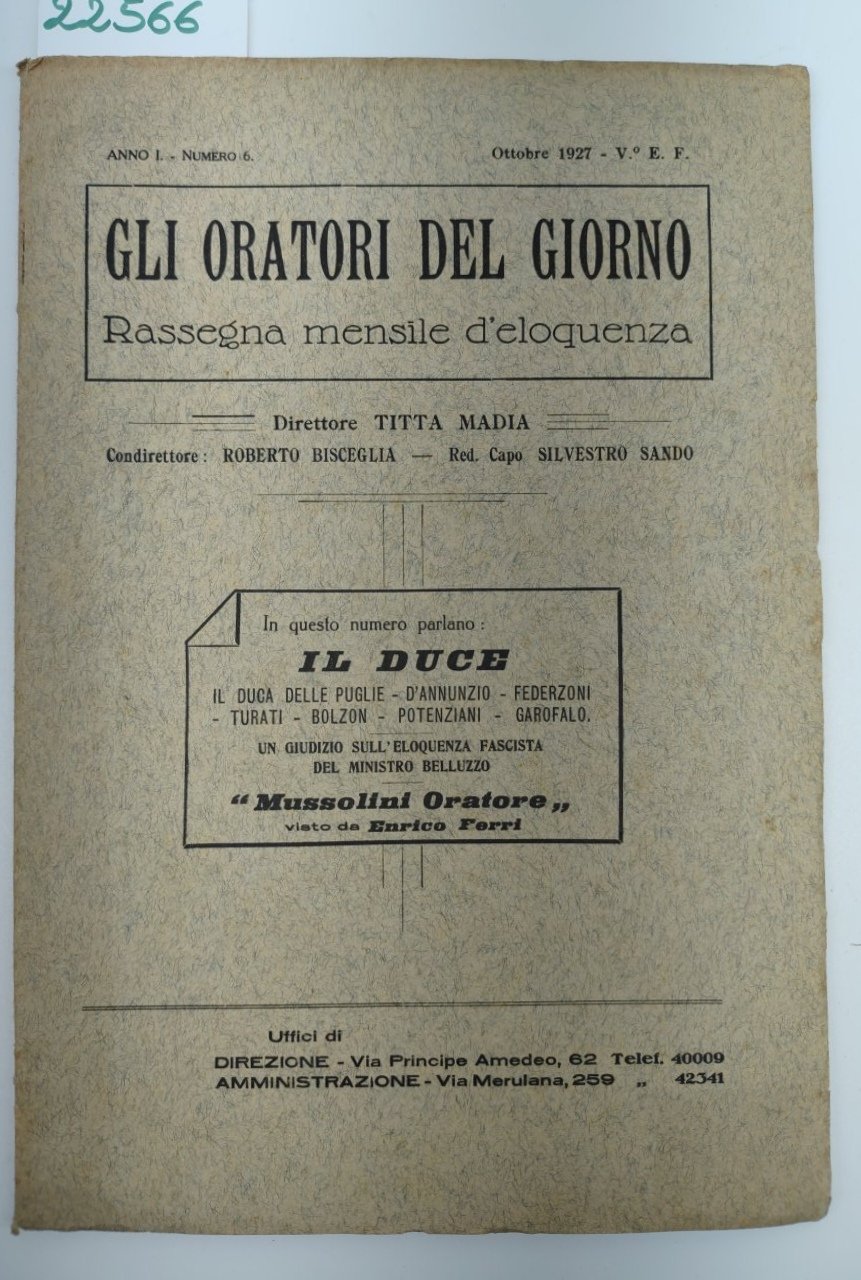 22566
ANNO I. - NUMERO 6.
Ottobre 1927 - V.º E. F.
GLI ORATORI DEL GIORNO
Rassegna mensile d'eloquenza
Direttore TITTA MADIA
Condirettore: ROBERTO BISCEGLIA — Red. Capo SILVESTRO SANDO
In questo numero parlano:
IL DUCE
IL DUCA DELLE PUGLIE - D'ANNUNZIO - FEDERZONI
- TURATI - BOLZON - POTENZIANI - GAROFALO.
UN GIUDIZIO SULL'ELOQUENZA FASCISTA
DEL MINISTRO BELLUZZO
“Mussolini Oratore„
visto da Enrico Ferri
Uffici di
DIREZIONE - Via Principe Amedeo, 62 Telef. 40009
AMMINISTRAZIONE - Via Merulana, 259 „ 42341